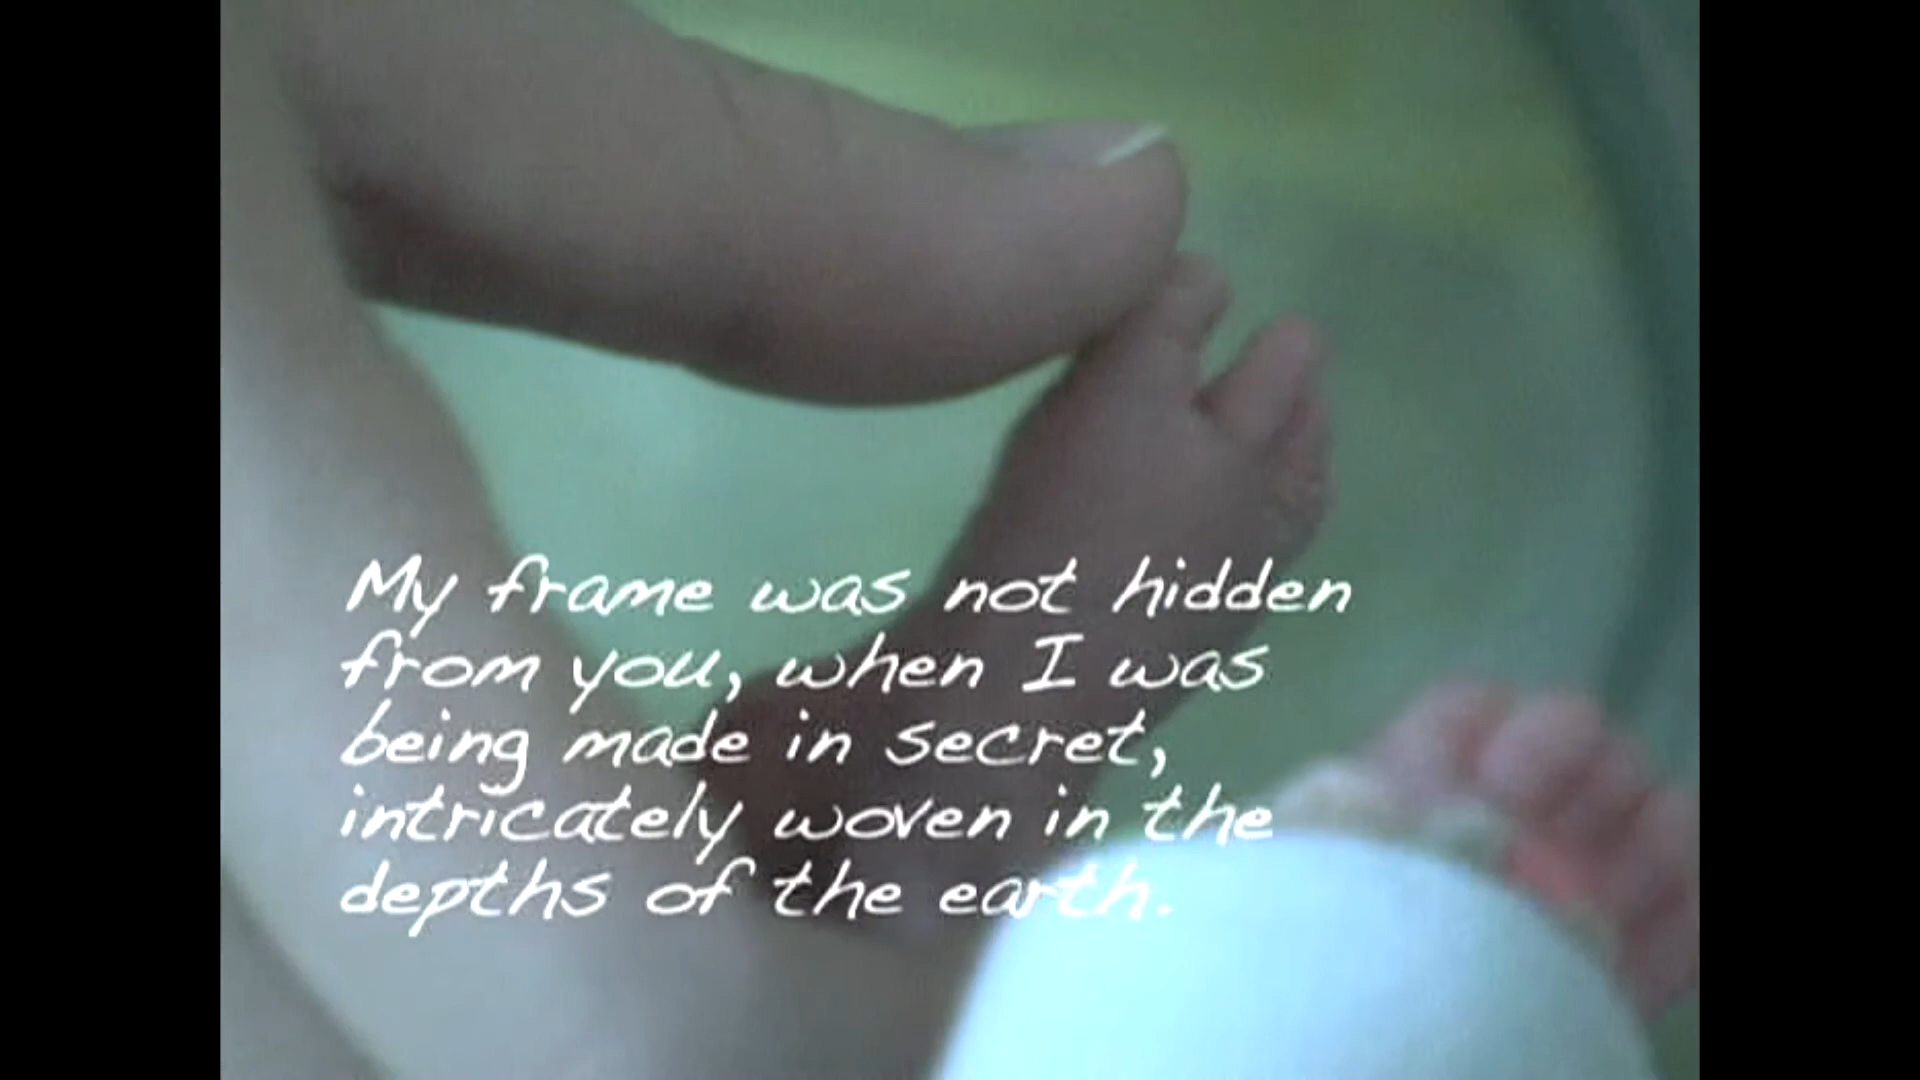 My frame was not hidden
from you, when I was
being made in secret,
intricately woven in the
depths of the earth.